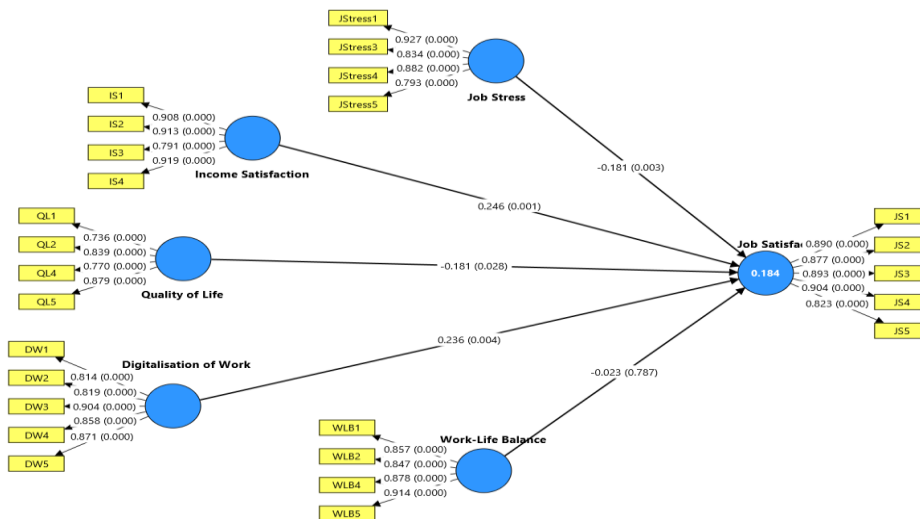 JStress1
JStress3
JStress4
JStress5
0.927 (0.000)
0.834 (0.000)
0.882 (0.000)
0.793 (0.000)
Job Stress
IS1
IS2
IS3
IS4
0.908 (0.000)
0.913 (0.000)
0.791 (0.000)
0.919 (0.000)
Income Satisfaction
-0.181 (0.003)
0.246 (0.001)
QL1
QL2
QL4
QL5
0.736 (0.000)
0.839 (0.000)
0.770 (0.000)
0.879 (0.000)
Quality of Life
-0.181 (0.028)
Job Satisfa
0.184
0.890 (0.000)
0.877 (0.000)
0.893 (0.000)
0.904 (0.000)
0.823 (0.000)
JS1
JS2
JS3
JS4
JS5
DW1
DW2
DW3
DW4
DW5
0.814 (0.000)
0.819 (0.000)
0.904 (0.000)
0.858 (0.000)
0.871 (0.000)
Digitalisation of Work
0.236 (0.004)
-0.023 (0.787)
WLB1
WLB2
WLB4
WLB5
0.857 (0.000)
0.847 (0.000)
0.878 (0.000)
0.914 (0.000)
Work-Life Balance